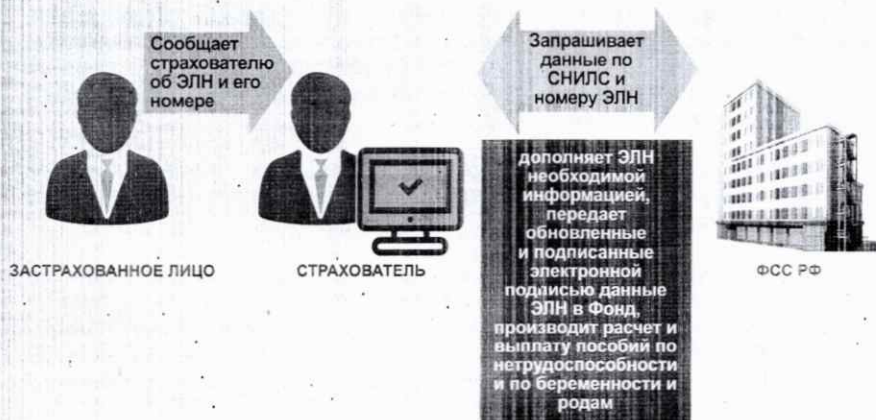 Сообщает
страхователю
об ЭЛН и его
номере
Запрашивает
данные по
СНИЛС и
номеру ЭЛН
дополняет ЭЛН
необходимой
информацией,
передает
обновленные
и подписанные
электронной
подписью данные
ЭЛН в Фонд,
производит расчет и
выплату пособий по
нетрудоспособности
и по беременности и
родам
ЗАСТРАХОВАННОЕ ЛИЦО
СТРАХОВАТЕЛЬ
ФСС РФ